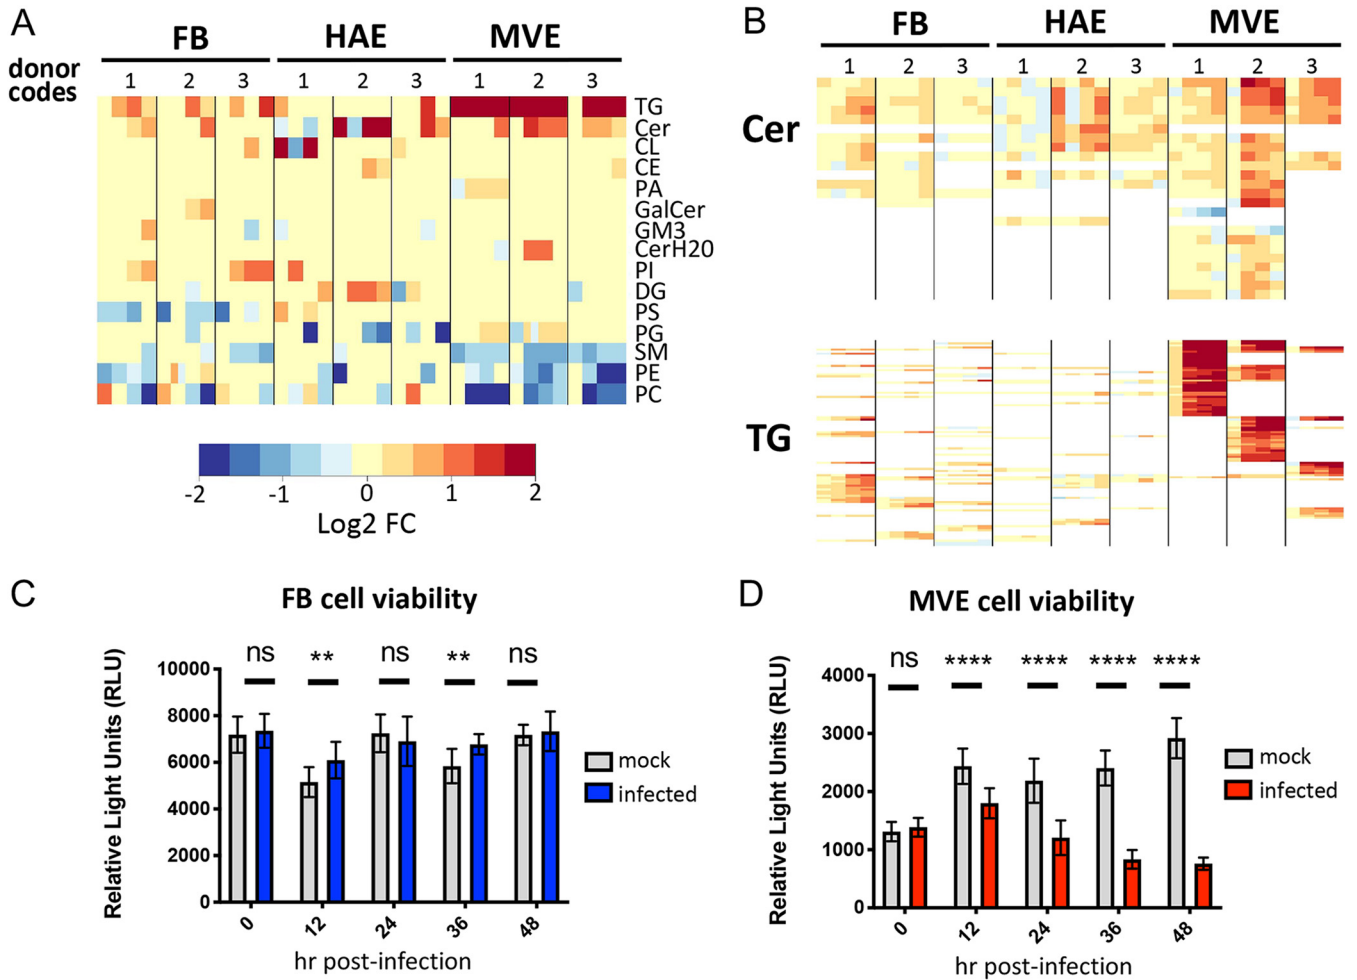 A
FB HAE MVE
donor codes 1 2 3 1 2 3 1 2 3
TG
Cer
CL
CE
PA
GalCer
GM3
CerH20
PI
DG
PS
PG
SM
PE
PC
-2 -1 0 1 2
Log2 FC
B
FB HAE MVE
1 2 3 1 2 3 1 2 3
Cer
TG
C
FB cell viability
ns ** ns ** ns
Relative Light Units (RLU)
10000
8000
6000
4000
2000
0
mock
infected
0 12 24 36 48
hr post-infection
D
MVE cell viability
ns **** **** **** ****
Relative Light Units (RLU)
4000
3000
2000
1000
0
mock
infected
0 12 24 36 48
hr post-infection